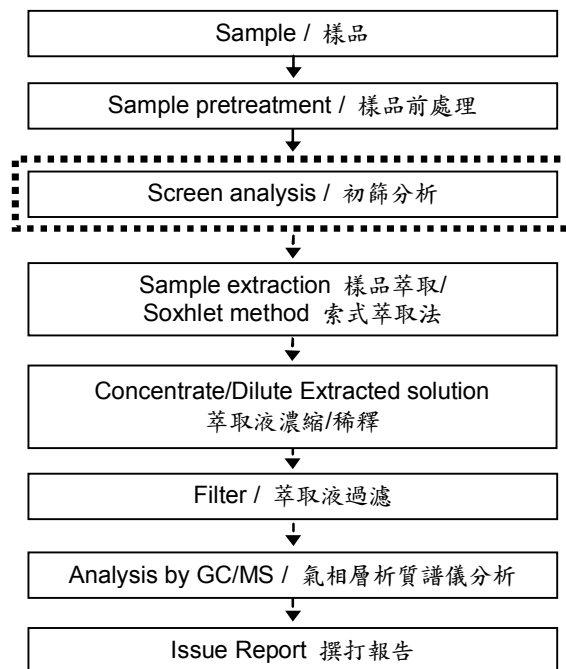 Sample / 樣品
Sample pretreatment / 樣品前處理
Screen analysis / 初篩分析
Sample extraction 樣品萃取/
Soxhlet method 索式萃取法
Concentrate/Dilute Extracted solution
萃取液濃縮/稀釋
Filter / 萃取液過濾
Analysis by GC/MS / 氣相層析質譜儀分析
Issue Report 撰打報告